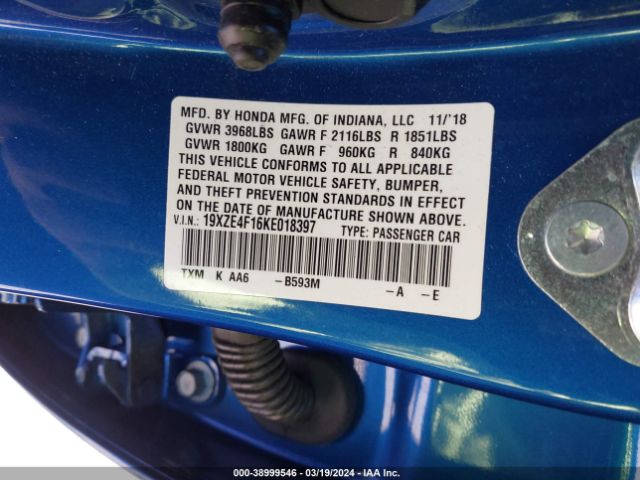 MFD. BY HONDA MFG. OF INDIANA, LLC 11/'18
GVWR 3968LBS GAWR F 2116LBS R 1851LBS
GVWR 1800KG GAWR F 960KG R 840KG
THIS VEHICLE CONFORMS TO ALL APPLICABLE
FEDERAL MOTOR VEHICLE SAFETY, BUMPER,
AND THEFT PREVENTION STANDARDS IN EFFECT
ON THE DATE OF MANUFACTURE SHOWN ABOVE.
V.I.N.: 19XZE4F16KE018397 TYPE: PASSENGER CAR
TXM K AA6 -B593M -A -E
000-38999546 - 03/19/2024 - IAA Inc.